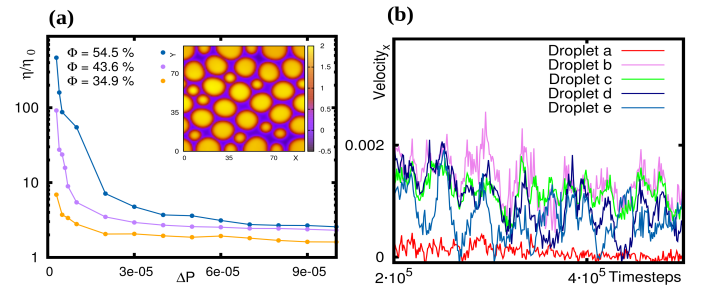 (a)
η/η₀
100
10
1
0
3e-05
6e-05
9e-05
ΔP
Φ = 54.5 %
Φ = 43.6 %
Φ = 34.9 %
Y
70
35
0
0
35
70
X
2
1.5
1
0.5
0
-0.5
(b)
Velocityₓ
0.002
0
2·10⁵
4·10⁵ Timesteps
Droplet a
Droplet b
Droplet c
Droplet d
Droplet e